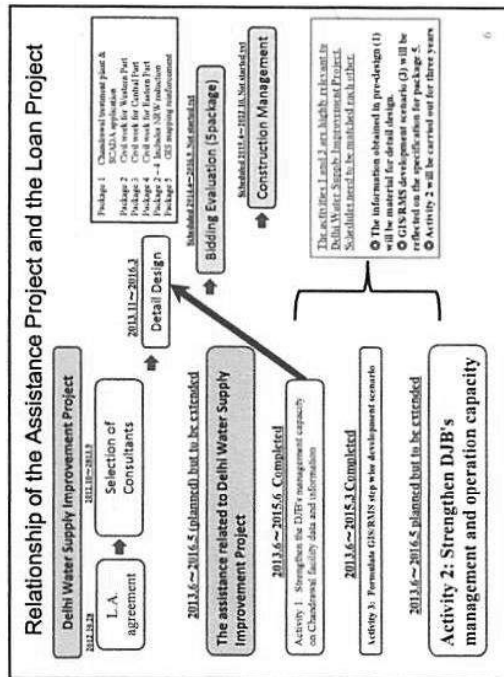 Relationship of the Assistance Project and the Loan Project
Delhi Water Supply Improvement Project
L.A.
agreement
Selection of
Consultants
2013.11～2016.3
Detail Design
Package 1 Chandrawal treatment plant &
SCADA application
Package 2 Civil work for Western Part
Package 3 Civil work for Central Part
Package 4 Civil work for Eastern Part
Package 2～4 Includes NRW reduction
Package 5 GIS mapping reinforcement
Not started yet
Bidding Evaluation (5package)
Not started yet
Construction Management
2013.6～2016.5 (planned) but to be extended
The assistance related to Delhi Water Supply
Improvement Project
2013.6～2015.6 Completed
Activity 1 Strengthen the DJB's management capacity
on Chandrawal facility data and information
2013.6～2015.3 Completed
Activity 3: Formulate GIS/RMS step wise development scenario
2013.6～2016.5 planned but to be extended
Activity 2: Strengthen DJB's
management and operation capacity
The activities 1 and 3 are highly relevant to
Delhi Water Supply Improvement Project.
Schedules need to be matched each other.
The information obtained in pre-design (1)
will be material for detail design.
GIS/RMS development scenario (3) will be
reflected on the specification for package 5.
Activity 2 will be carried out for three years
6